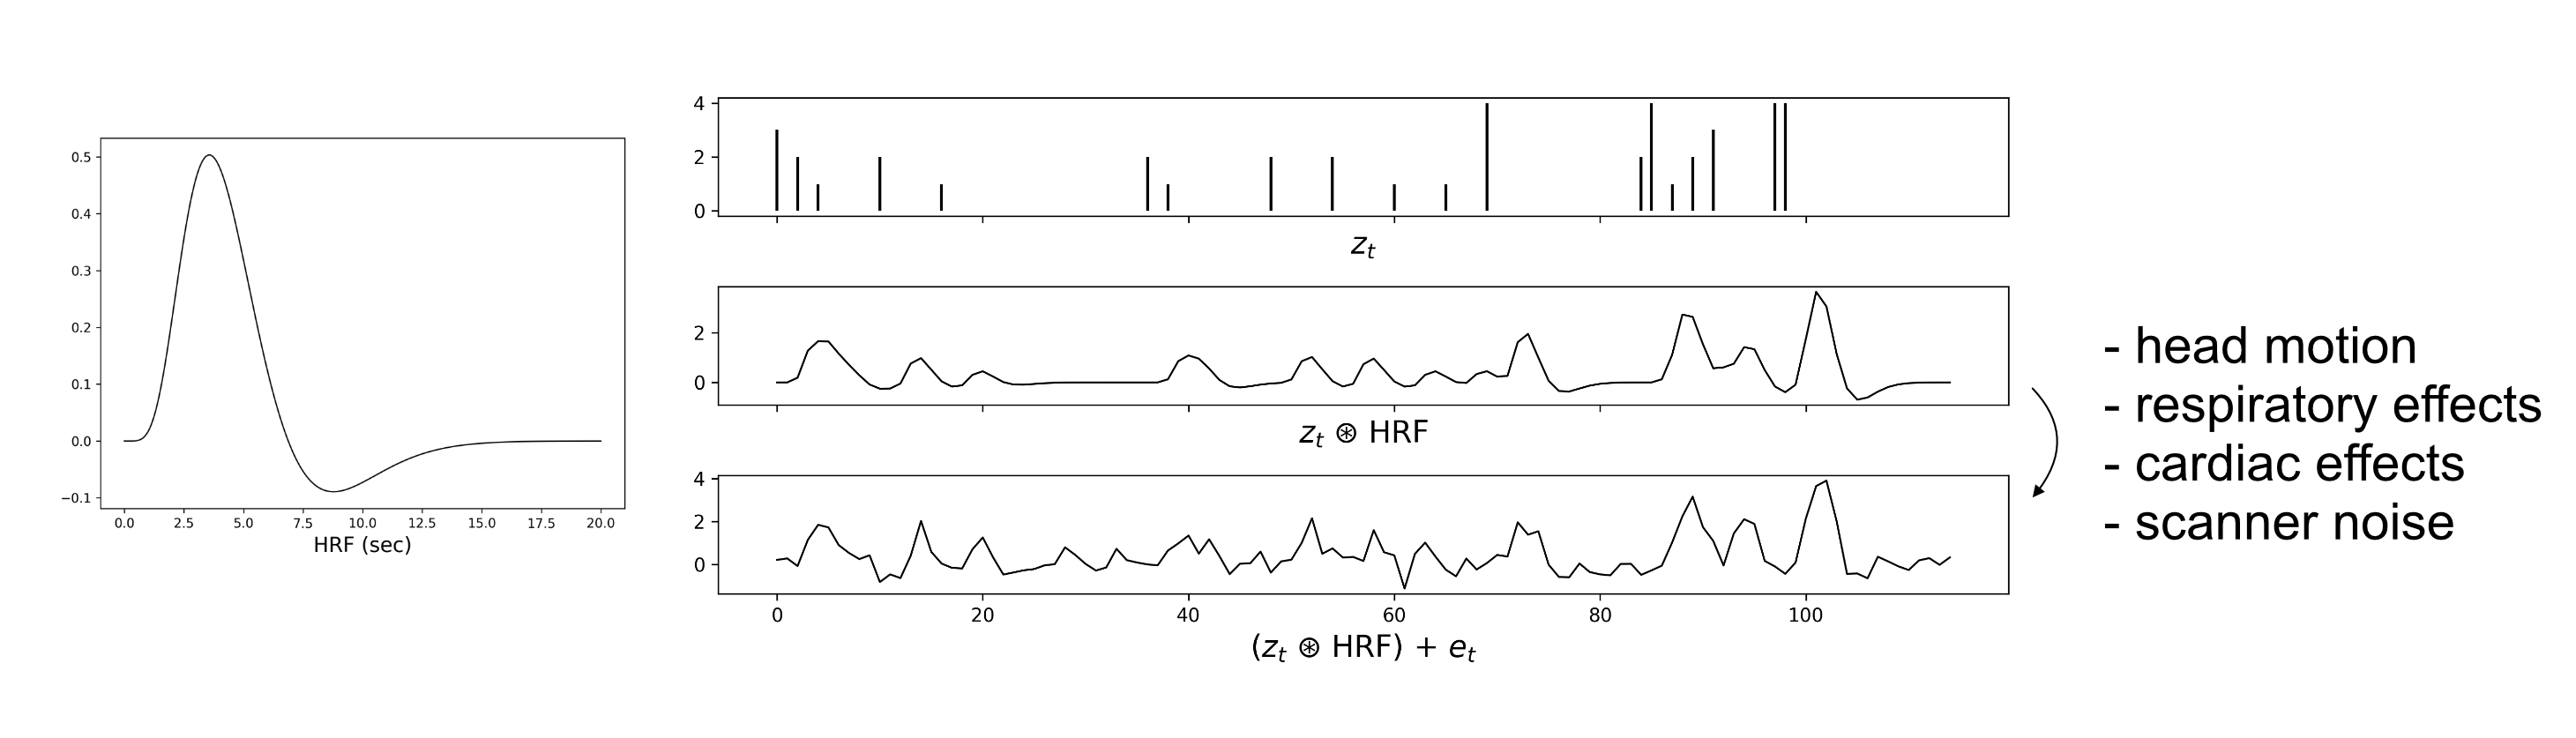 0.5
0.4
0.3
0.2
0.1
0.0
−0.1
0.0 2.5 5.0 7.5 10.0 12.5 15.0 17.5 20.0
HRF (sec)
4
2
0
z_t
2
0
z_t ⊛ HRF
4
2
0
0 20 40 60 80 100
(z_t ⊛ HRF) + e_t
- head motion
- respiratory effects
- cardiac effects
- scanner noise